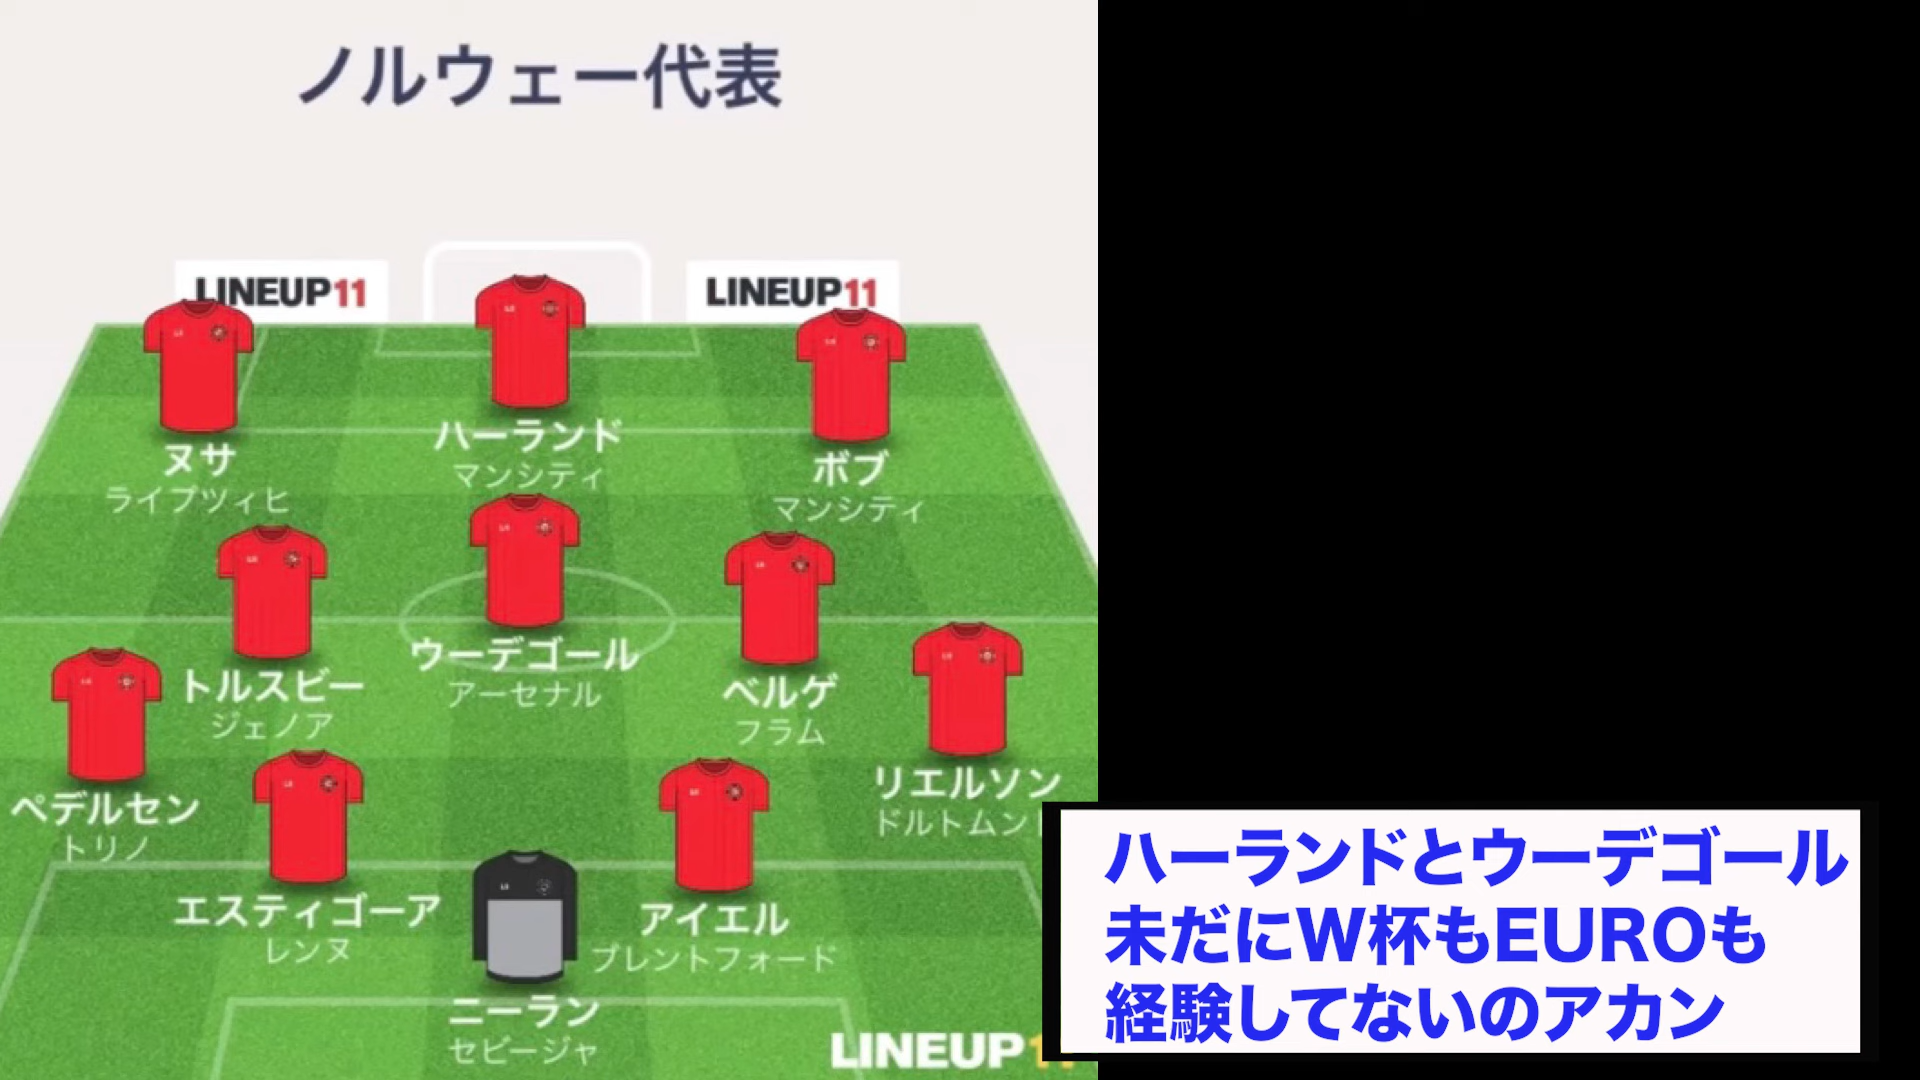 ノルウェー代表
LINEUP11
LINEUP11
ヌサ
ライプツィヒ
ハーランド
マンシティ
ボブ
マンシティ
トルスビー
ジェノア
ウーデゴール
アーセナル
ベルゲ
フラム
ペデルセン
トリノ
リエルソン
ドルトムント
エスティゴーア
レンヌ
アイエル
ブレントフォード
ニーラン
セビージャ
LINEUP11
ハーランドとウーデゴール
未だにW杯もEUROも
経験してないのアカン